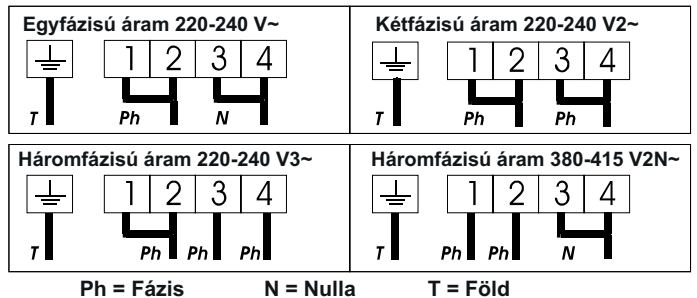 Egyfázisú áram 220-240 V~
1 2 3 4
T Ph N
Kétfázisú áram 220-240 V2~
1 2 3 4
T Ph Ph
Háromfázisú áram 220-240 V3~
1 2 3 4
T Ph Ph Ph
Háromfázisú áram 380-415 V2N~
1 2 3 4
T Ph Ph N
Ph = Fázis N = Nulla T = Föld